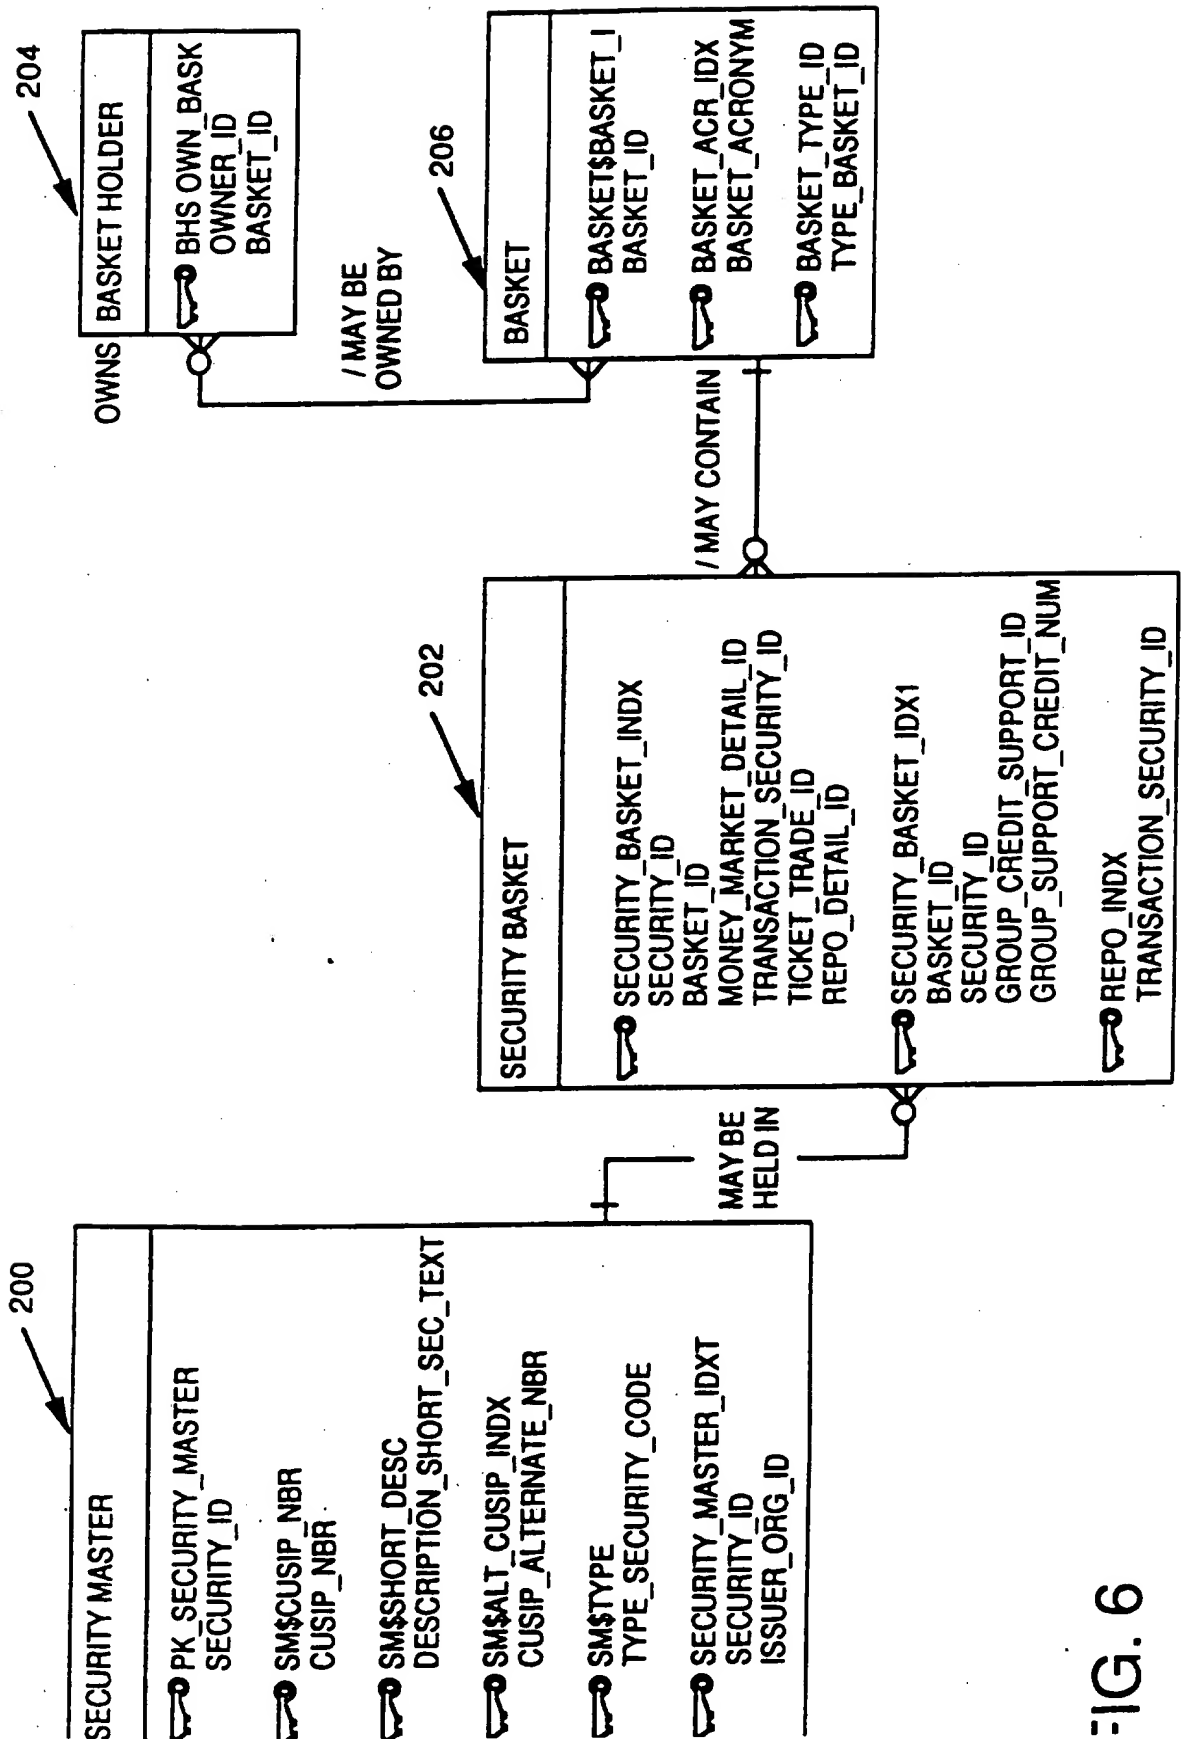 200
SECURITY MASTER
PK_SECURITY_MASTER
SECURITY_ID
SM$CUSIP_NBR
CUSIP_NBR
SM$SHORT_DESC
DESCRIPTION_SHORT_SEC_TEXT
SM$ALT_CUSIP_INDX
CUSIP_ALTERNATE_NBR
SM$TYPE
TYPE_SECURITY_CODE
SECURITY_MASTER_IDXT
SECURITY_ID
ISSUER_ORG_ID
MAY BE
HELD IN
202
SECURITY BASKET
SECURITY_BASKET_INDX
SECURITY_ID
BASKET_ID
MONEY_MARKET_DETAIL_ID
TRANSACTION_SECURITY_ID
TICKET_TRADE_ID
REPO_DETAIL_ID
SECURITY_BASKET_IDX1
BASKET_ID
SECURITY_ID
GROUP_CREDIT_SUPPORT_ID
GROUP_SUPPORT_CREDIT_NUM
REPO_INDX
TRANSACTION_SECURITY_ID
/ MAY CONTAIN
204
OWNS
BASKET HOLDER
BHS OWN_BASK
OWNER_ID
BASKET_ID
/ MAY BE
OWNED BY
206
BASKET
BASKET$BASKET_I
BASKET_ID
BASKET_ACR_IDX
BASKET_ACRONYM
BASKET_TYPE_ID
TYPE_BASKET_ID
FIG. 6